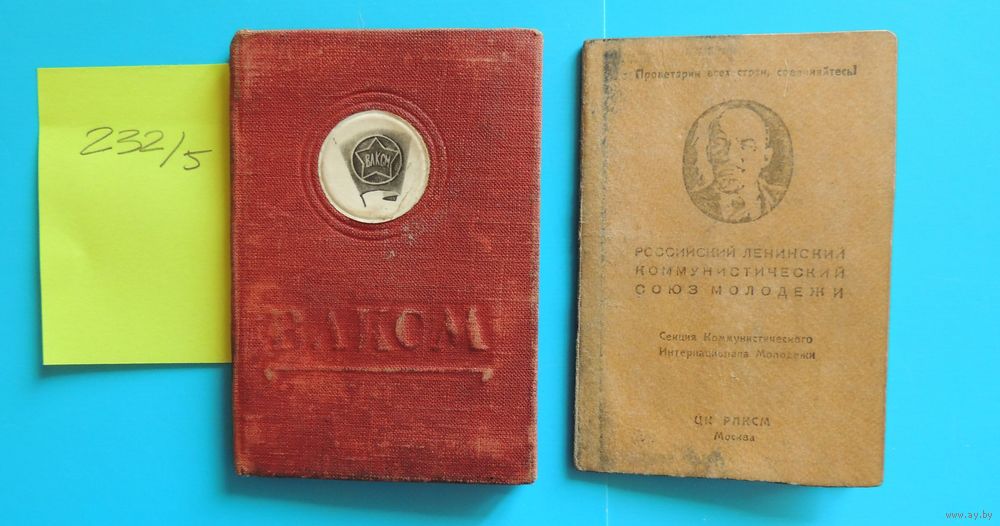 232/5
ВЛКСМ
ВЛКСМ
Пролетарии всех стран, соединяйтесь!
РОССИЙСКИЙ ЛЕНИНСКИЙ
КОММУНИСТИЧЕСКИЙ
СОЮЗ МОЛОДЕЖИ
Секция Коммунистического
Интернационала Молодежи
ЦК РЛКСМ
Москва
www.ay.by